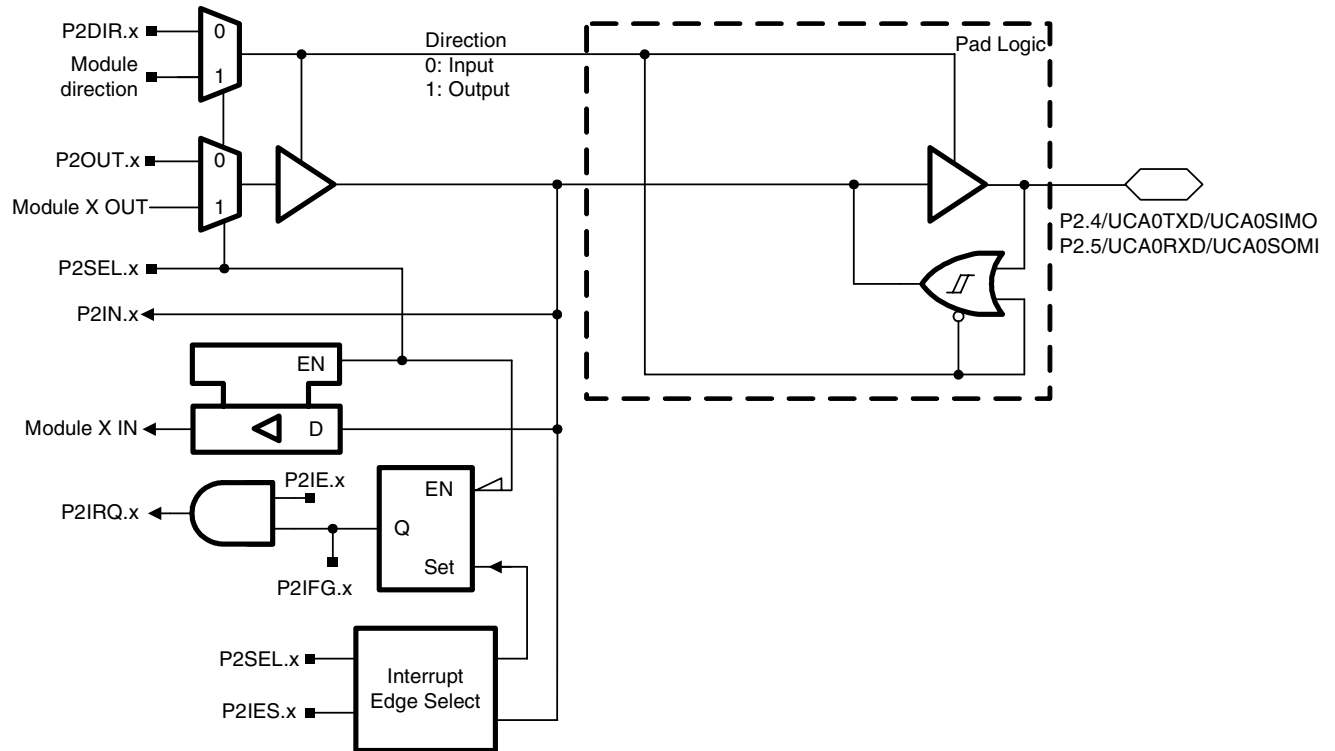 P2DIR.x
0
Module
direction
1
Direction
0: Input
1: Output
Pad Logic
P2OUT.x
0
Module X OUT
1
P2.4/UCA0TXD/UCA0SIMO
P2.5/UCA0RXD/UCA0SOMI
P2SEL.x
P2IN.x
EN
Module X IN
D
P2IE.x
EN
P2IRQ.x
Q
Set
P2IFG.x
P2SEL.x
Interrupt
Edge Select
P2IES.x